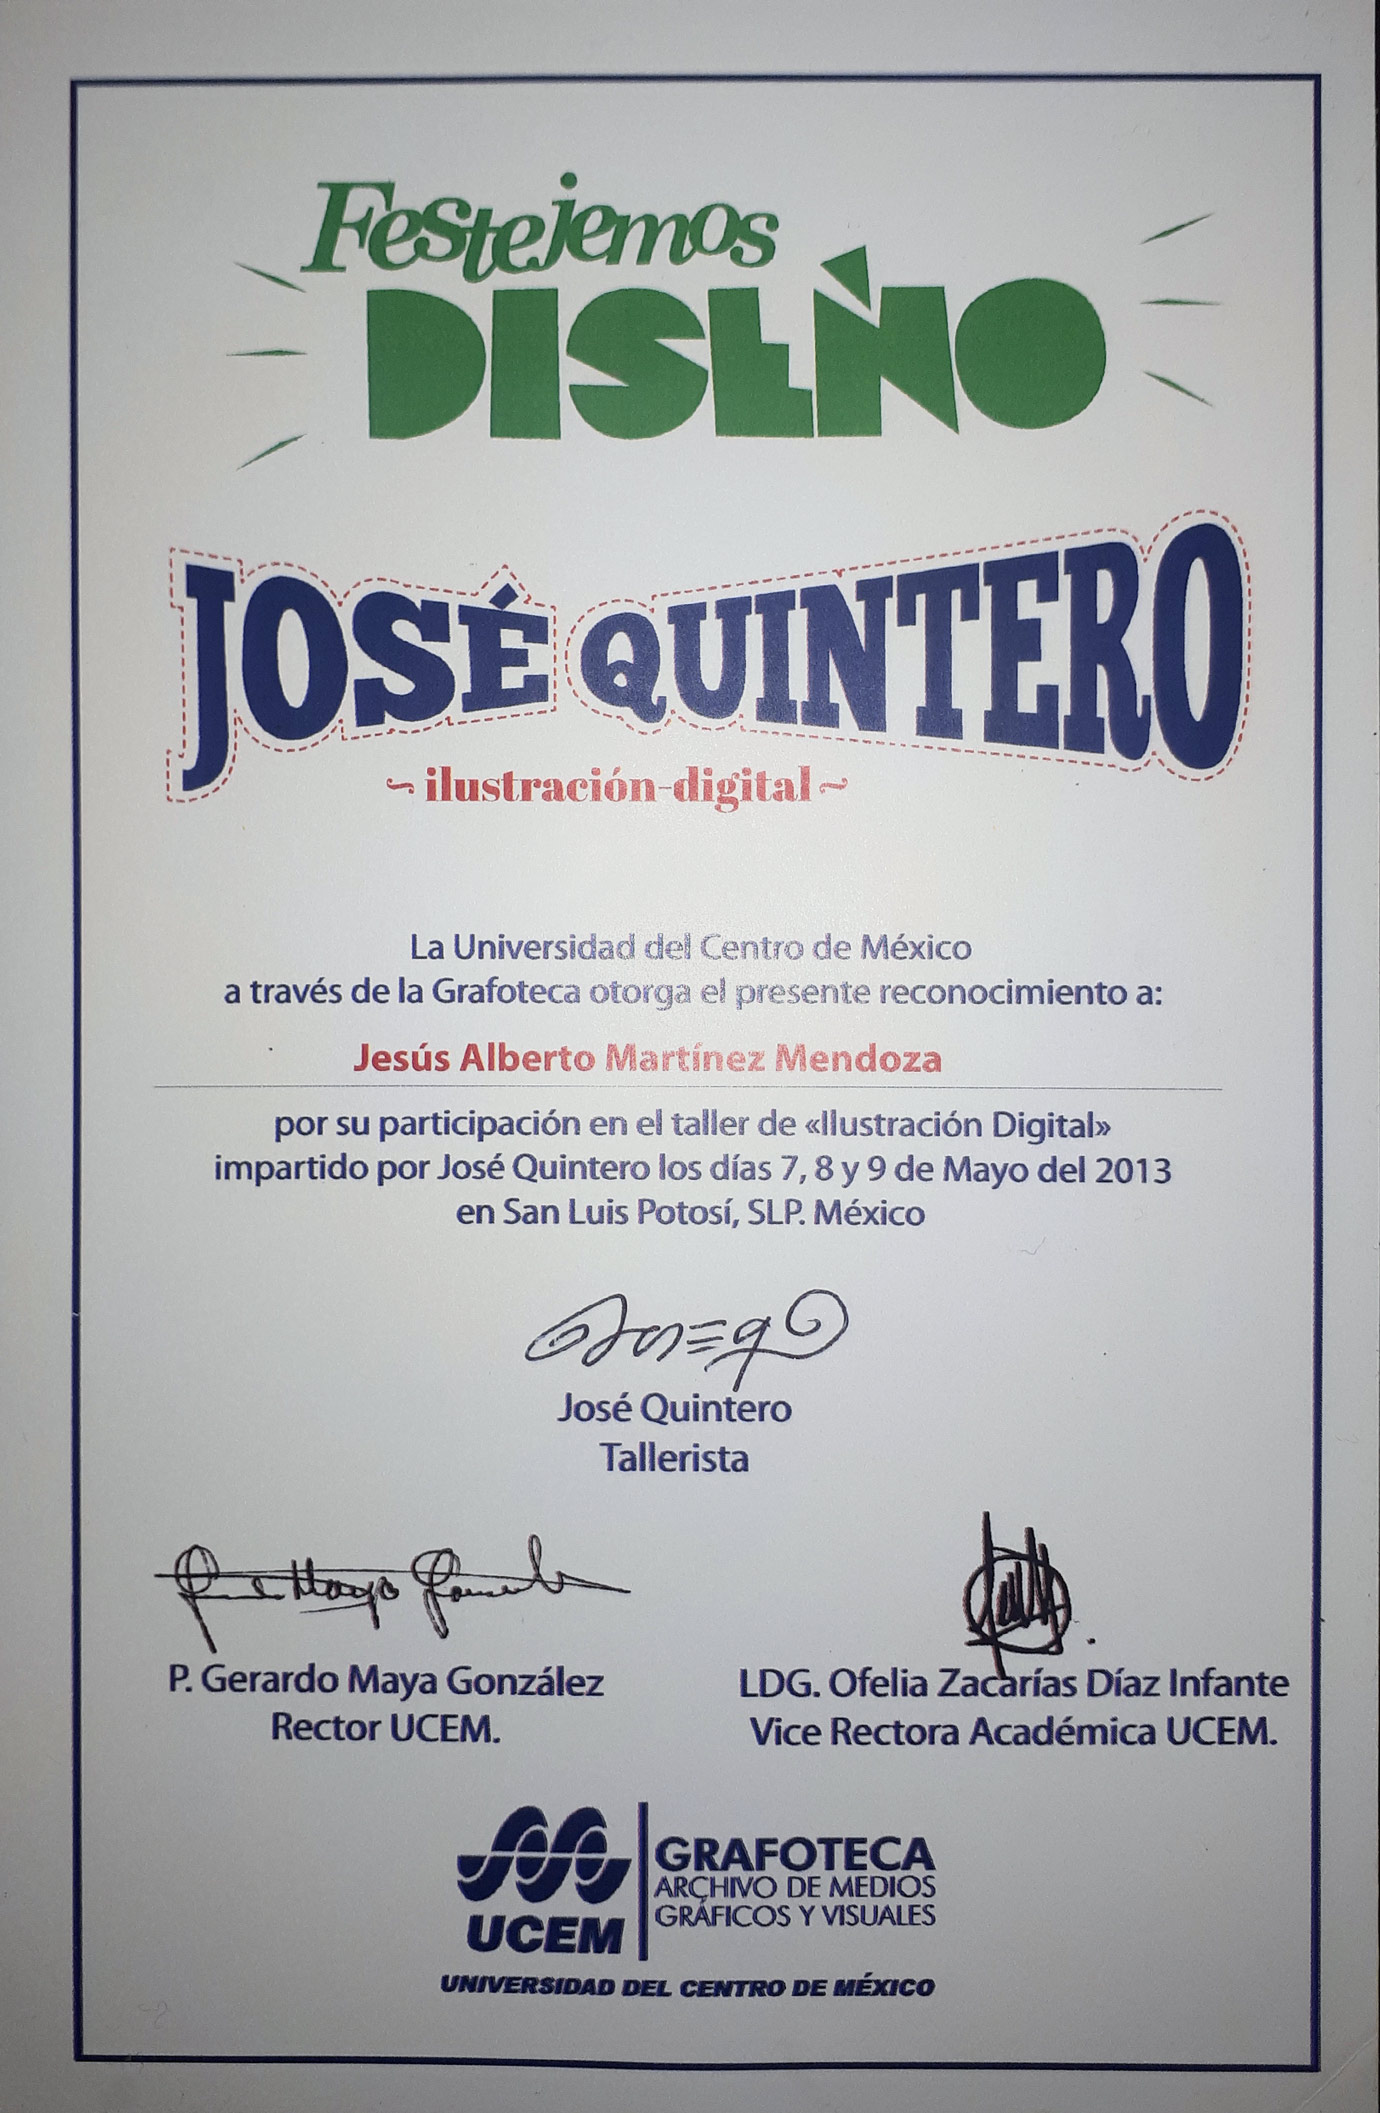 Festejemos
DISEÑO
JOSÉ QUINTERO
~ilustración-digital~
La Universidad del Centro de México
a través de la Grafoteca otorga el presente reconocimiento a:
Jesús Alberto Martínez Mendoza
por su participación en el taller de «Ilustración Digital»
impartido por José Quintero los días 7, 8 y 9 de Mayo del 2013
en San Luis Potosí, SLP. México
José Quintero
Tallerista
P. Gerardo Maya González
Rector UCEM.
LDG. Ofelia Zacarías Díaz Infante
Vice Rectora Académica UCEM.
UCEM
GRAFOTECA
ARCHIVO DE MEDIOS
GRÁFICOS Y VISUALES
UNIVERSIDAD DEL CENTRO DE MÉXICO